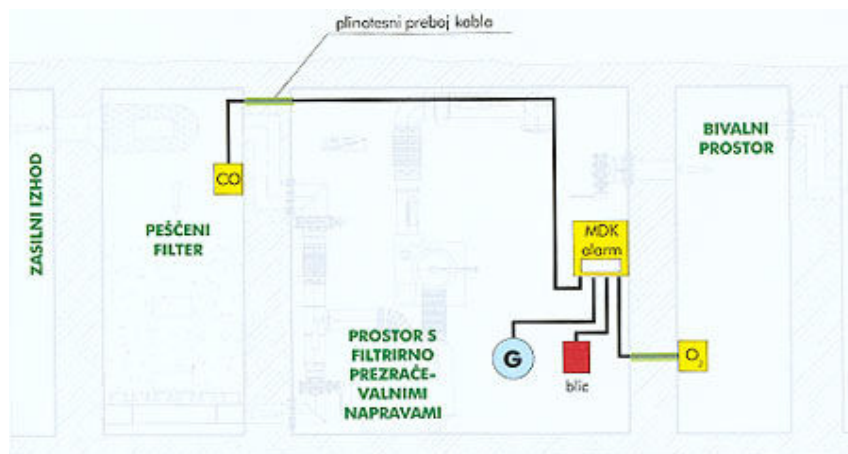 plinotesni preboj kabla
ZASILNI IZHOD
CO
PEŠČENI
FILTER
MDK
alarm
BIVALNI
PROSTOR
PROSTOR S
FILTRIRNO
PREZRAČE-
VALNIMI
NAPRAVAMI
G
blic
O2